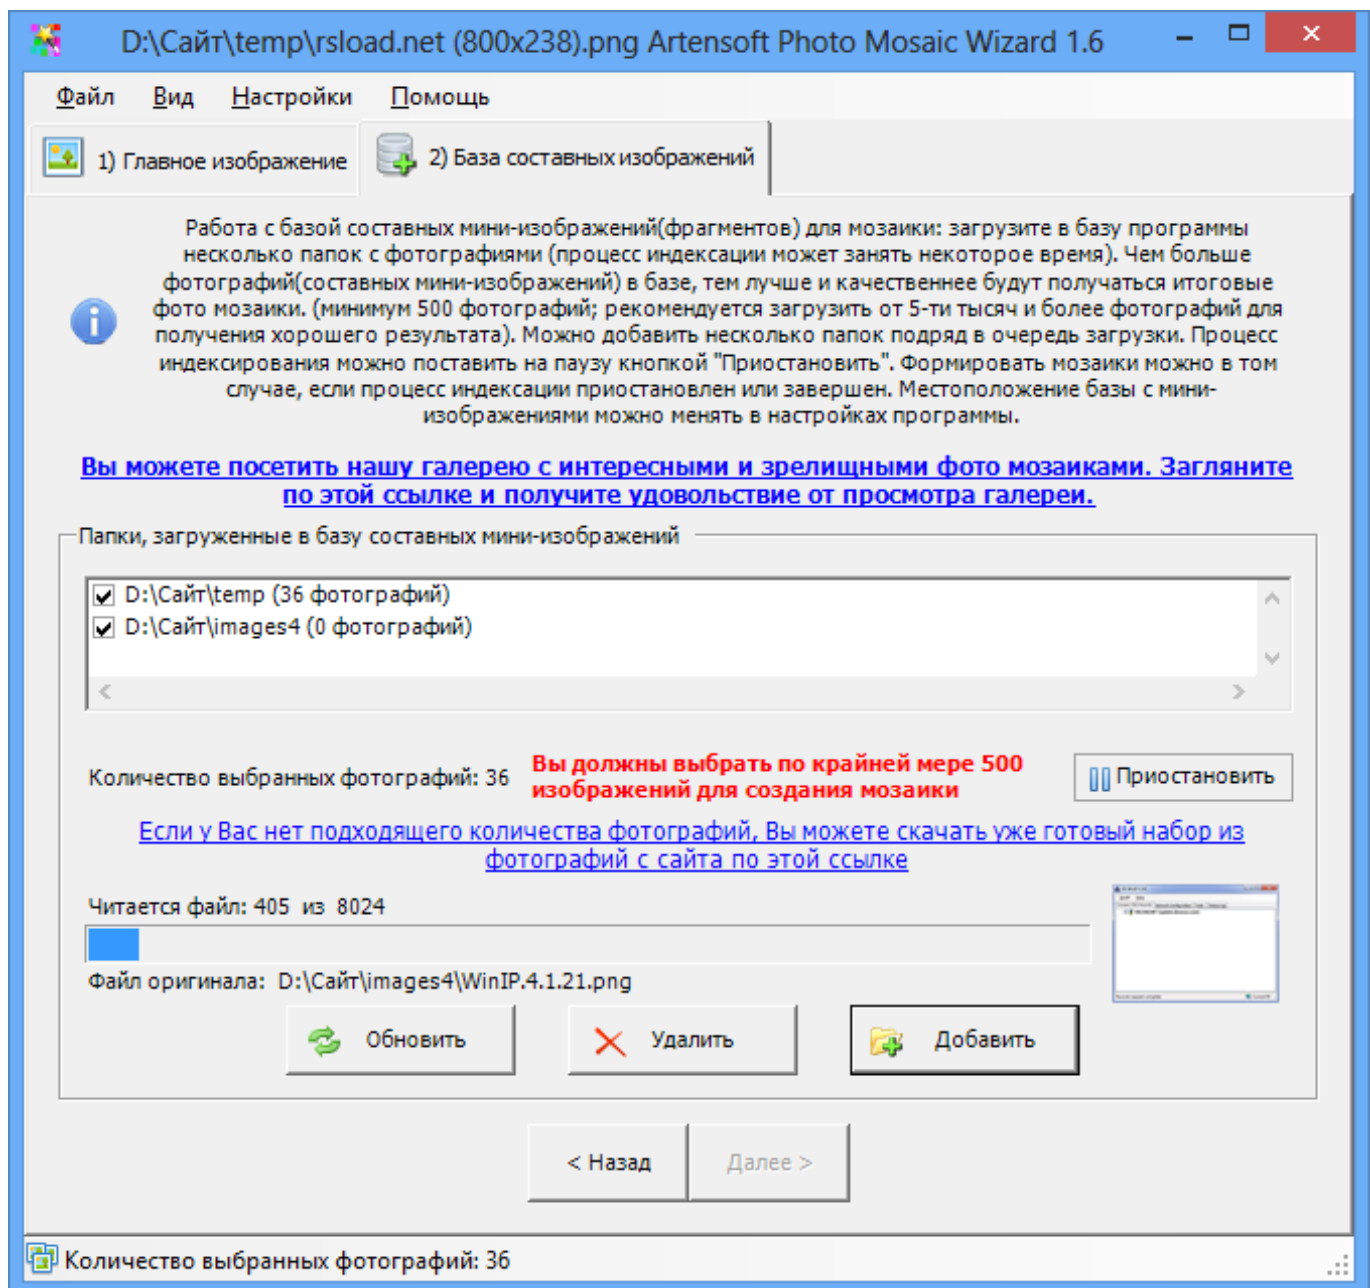 D:\Сайт\temp\rsload.net (800x238).png Artensoft Photo Mosaic Wizard 1.6
Файл Вид Настройки Помощь
1) Главное изображение 2) База составных изображений
Работа с базой составных мини-изображений(фрагментов) для мозаики: загрузите в базу программы
несколько папок с фотографиями (процесс индексации может занять некоторое время). Чем больше
фотографий(составных мини-изображений) в базе, тем лучше и качественнее будут получаться итоговые
фото мозаики. (минимум 500 фотографий; рекомендуется загрузить от 5-ти тысяч и более фотографий для
получения хорошего результата). Можно добавить несколько папок подряд в очередь загрузки. Процесс
индексирования можно поставить на паузу кнопкой "Приостановить". Формировать мозаики можно в том
случае, если процесс индексации приостановлен или завершен. Местоположение базы с мини-
изображениями можно менять в настройках программы.
Вы можете посетить нашу галерею с интересными и зрелищными фото мозаиками. Загляните
по этой ссылке и получите удовольствие от просмотра галереи.
Папки, загруженные в базу составных мини-изображений
D:\Сайт\temp (36 фотографий)
D:\Сайт\images4 (0 фотографий)
Количество выбранных фотографий: 36
Вы должны выбрать по крайней мере 500
изображений для создания мозаики
Приостановить
Если у Вас нет подходящего количества фотографий, Вы можете скачать уже готовый набор из
фотографий с сайта по этой ссылке
Читается файл: 405 из 8024
Файл оригинала: D:\Сайт\images4\WinIP.4.1.21.png
Обновить Удалить Добавить
< Назад Далее >
Количество выбранных фотографий: 36